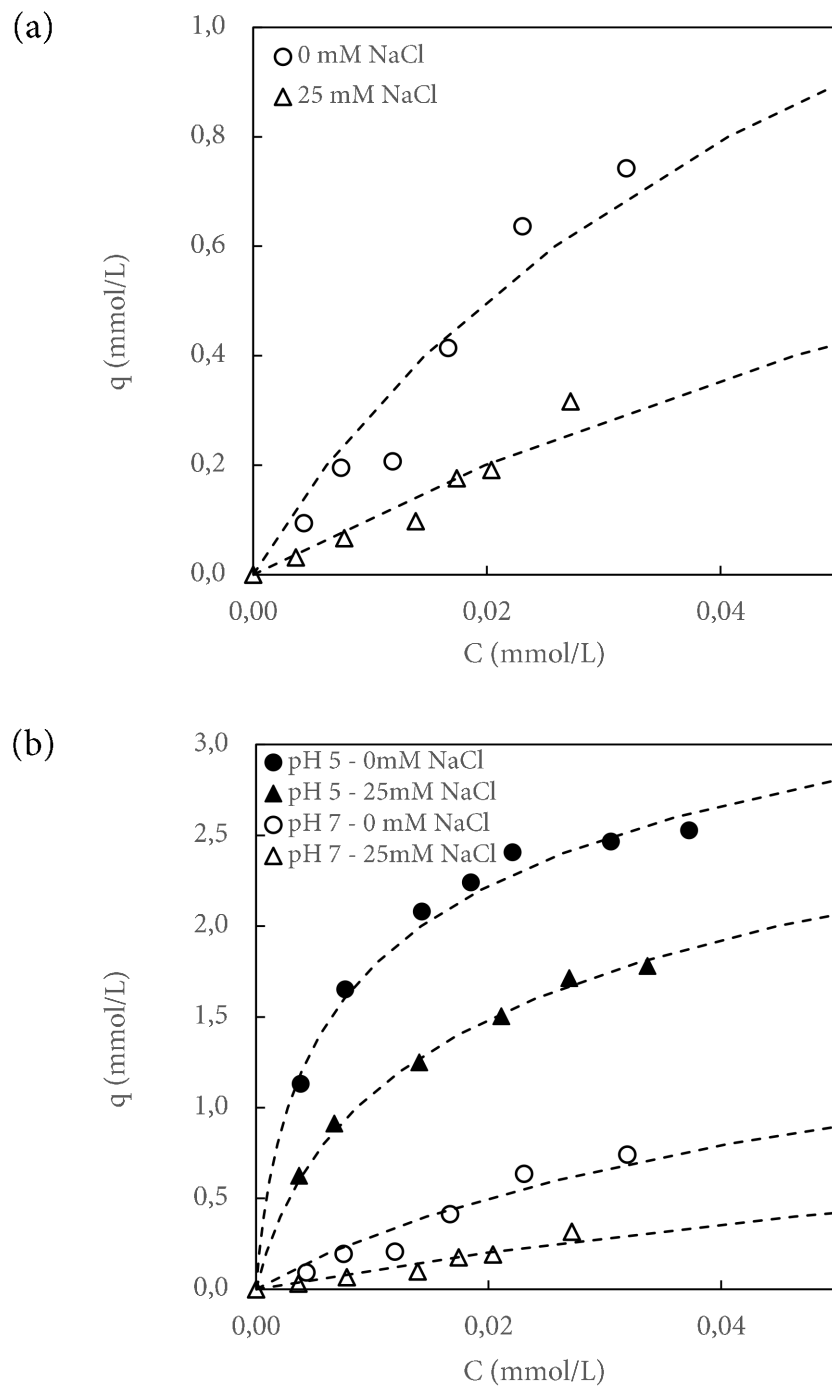 (a)
1,0
0 mM NaCl
25 mM NaCl
0,8
0,6
q (mmol/L)
0,4
0,2
0,0
0,00 0,02 0,04
C (mmol/L)
(b)
3,0
pH 5 - 0mM NaCl
pH 5 - 25mM NaCl
pH 7 - 0 mM NaCl
pH 7 - 25mM NaCl
2,5
2,0
q (mmol/L)
1,5
1,0
0,5
0,0
0,00 0,02 0,04
C (mmol/L)